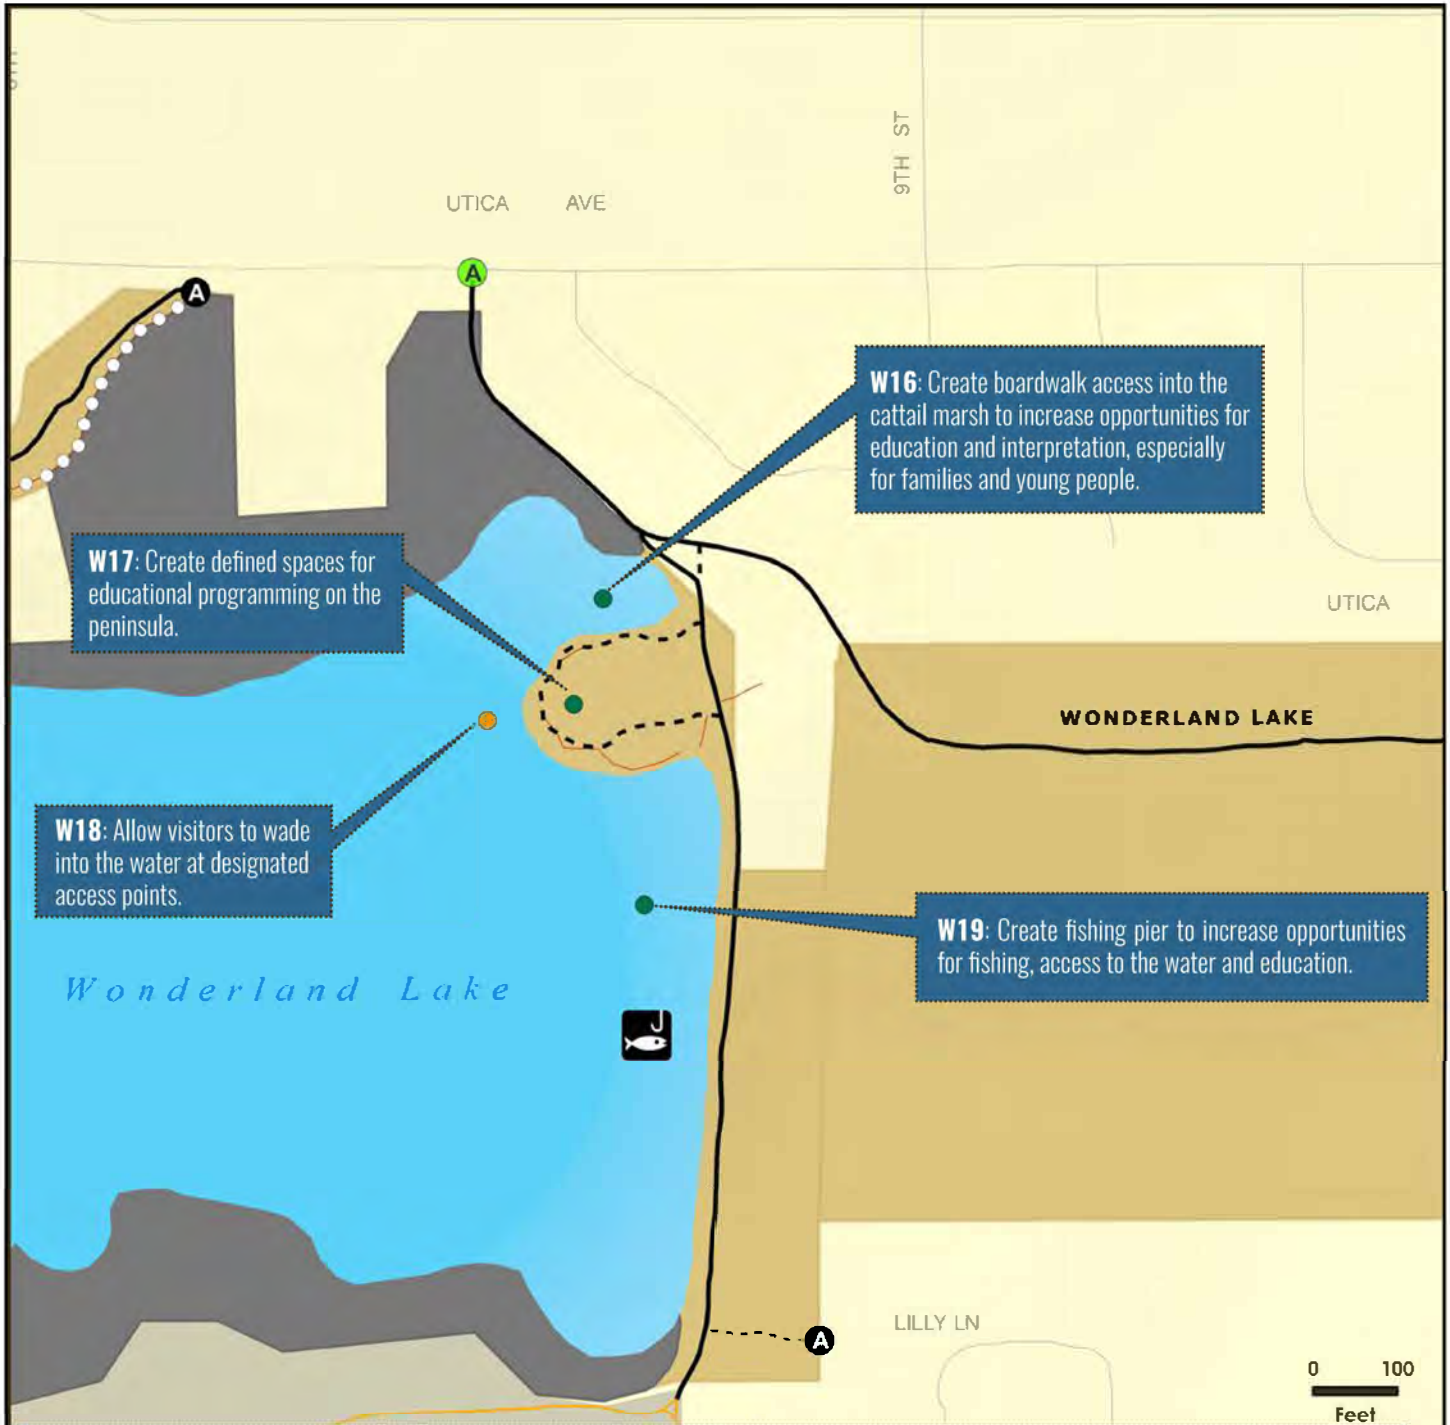 UTICA AVE
9TH ST
A
A
W16: Create boardwalk access into the
cattail marsh to increase opportunities for
education and interpretation, especially
for families and young people.
W17: Create defined spaces for
educational programming on the
peninsula.
UTICA
WONDERLAND LAKE
W18: Allow visitors to wade
into the water at designated
access points.
W19: Create fishing pier to increase opportunities
for fishing, access to the water and education.
Wonderland Lake
LILLY LN
A
0 100
Feet